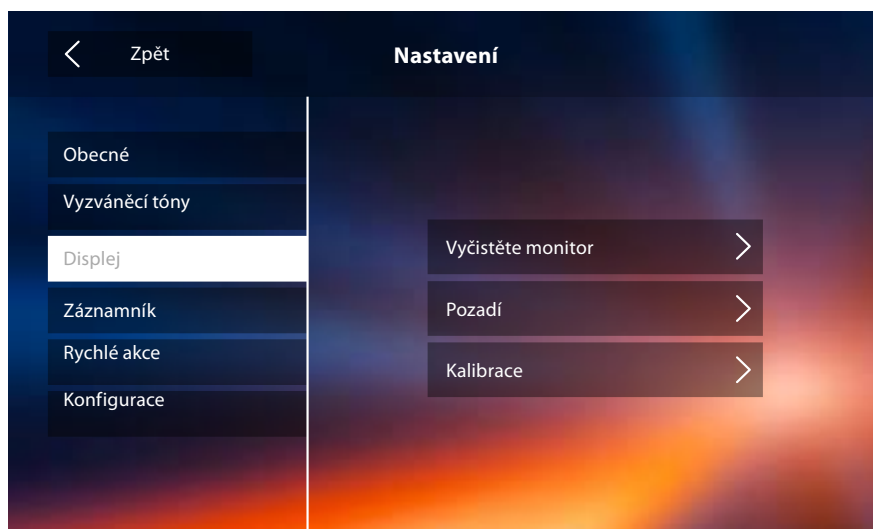 Zpět
Nastavení
Obecné
Vyzváněcí tóny
Displej
Záznamník
Rychlé akce
Konfigurace
Vyčistěte monitor
Pozadí
Kalibrace